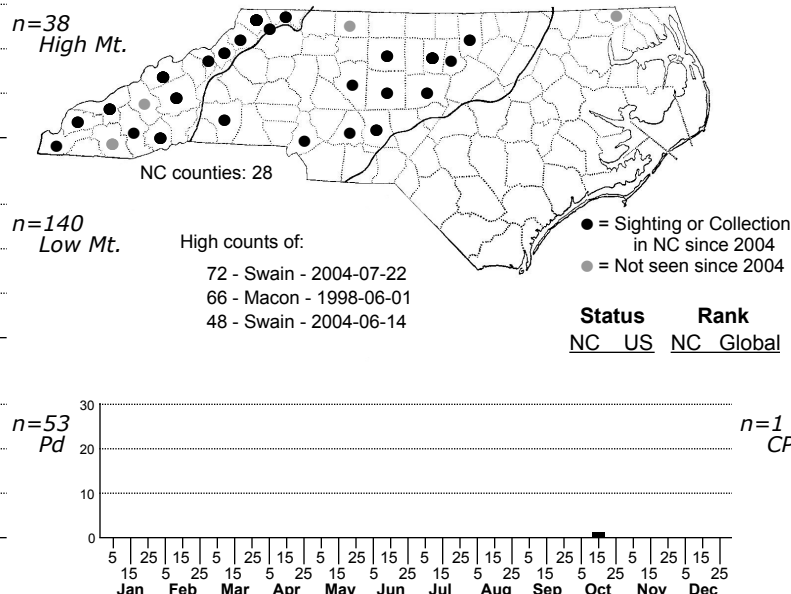 n=38
High Mt.
NC counties: 28
n=140
Low Mt.
High counts of:
72 - Swain - 2004-07-22
66 - Macon - 1998-06-01
48 - Swain - 2004-06-14
● = Sighting or Collection
in NC since 2004
● = Not seen since 2004
Status Rank
NC US NC Global
n=53
Pd
30
20
10
0
n=1
CP
5 25 15 5 25 15 5 25 15 5 25 15 5 25 15 5 25 15
15 5 25 15 5 25 15 5 25 15 5 25 15 5 25 15 5 25
Jan Feb Mar Apr May Jun Jul Aug Sep Oct Nov Dec